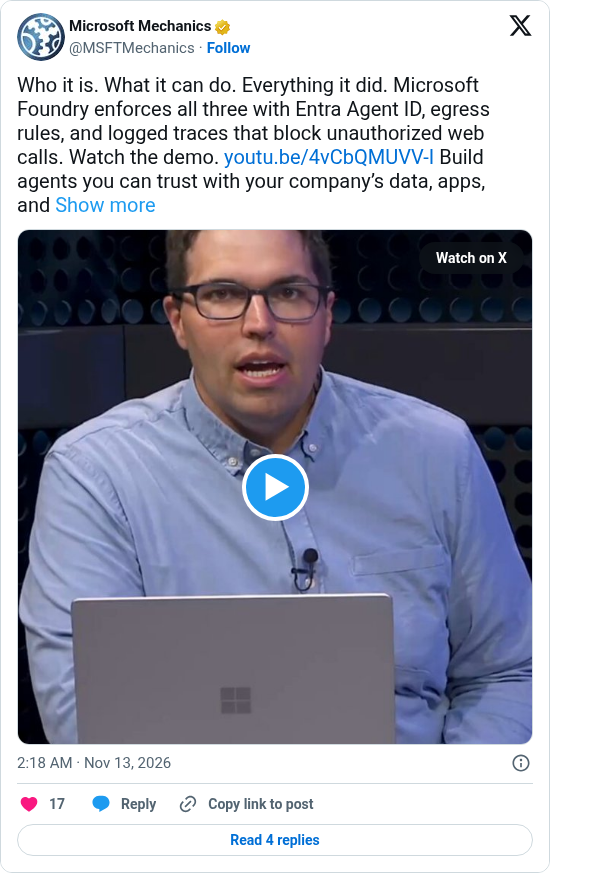 Microsoft Mechanics
@MSFTMechanics · Follow
Who it is. What it can do. Everything it did. Microsoft
Foundry enforces all three with Entra Agent ID, egress
rules, and logged traces that block unauthorized web
calls. Watch the demo. youtu.be/4vCbQMUVV-I Build
agents you can trust with your company’s data, apps,
and Show more
Watch on X
2:18 AM · Nov 13, 2026
17 Reply Copy link to post
Read 4 replies